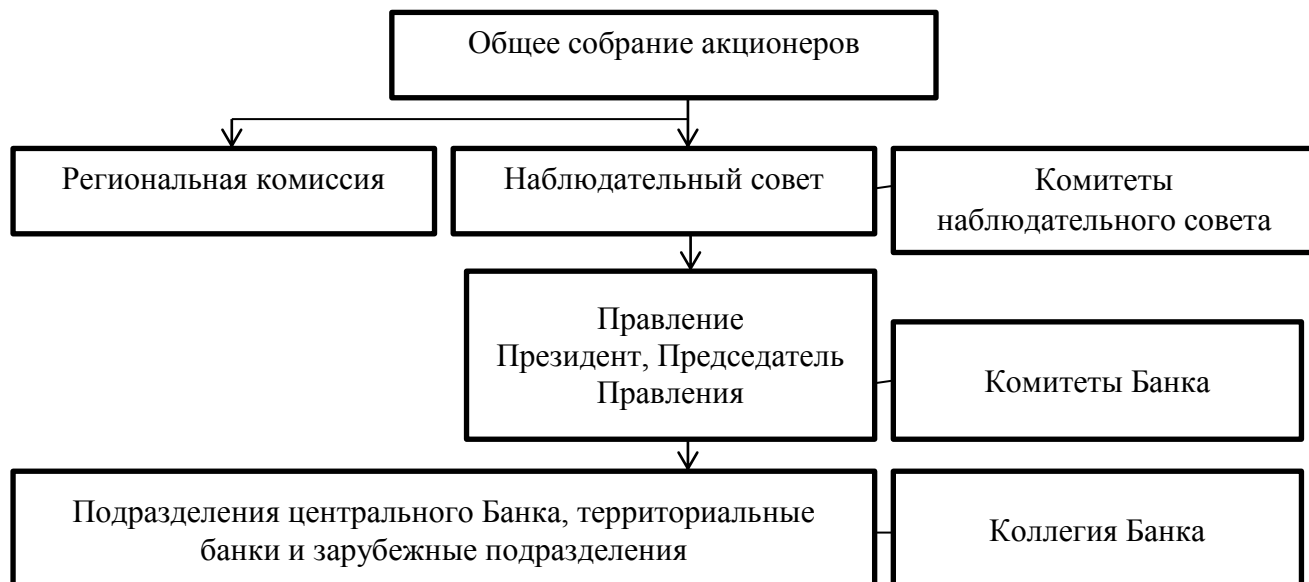 Общее собрание акционеров
Региональная комиссия
Наблюдательный совет
Комитеты
наблюдательного совета
Правление
Президент, Председатель
Правления
Комитеты Банка
Подразделения центрального Банка, территориальные
банки и зарубежные подразделения
Коллегия Банка